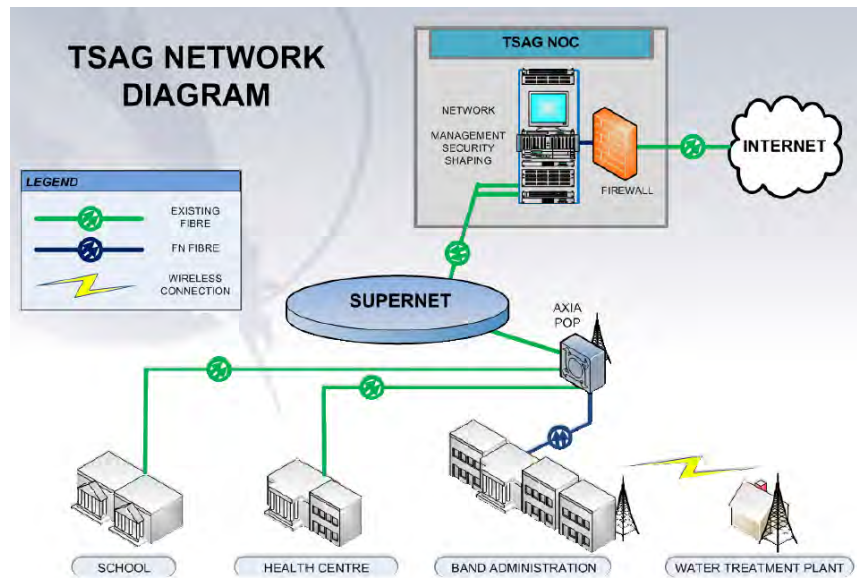 TSAG NETWORK
DIAGRAM
TSAG NOC
NETWORK
MANAGEMENT
SECURITY
SHAPING
FIREWALL
INTERNET
LEGEND
EXISTING
FIBRE
FN FIBRE
WIRELESS
CONNECTION
SUPERNET
AXIA
POP
SCHOOL
HEALTH CENTRE
BAND ADMINISTRATION
WATER TREATMENT PLANT